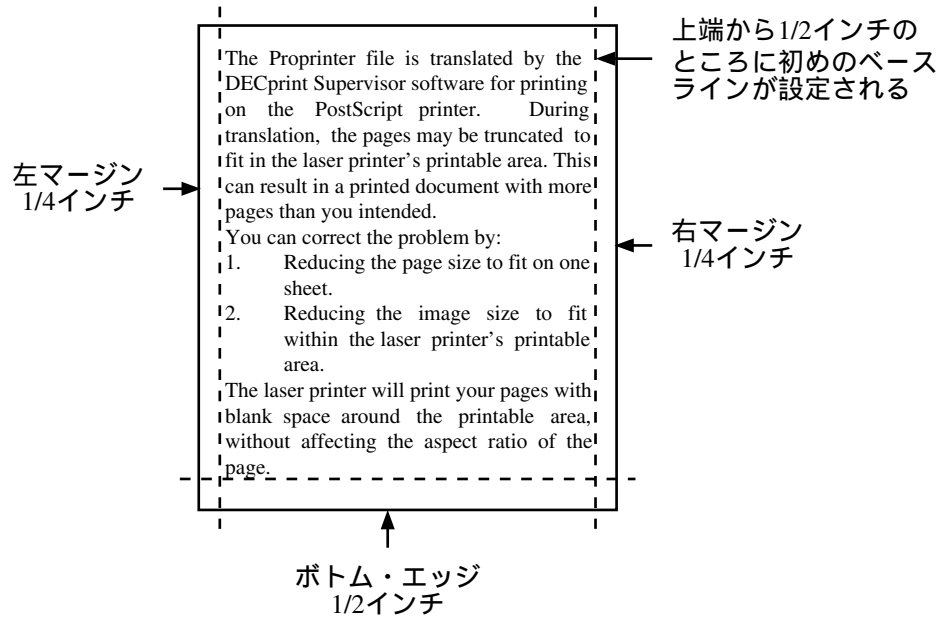 上端から1/2インチの
ところに初めのベース
ラインが設定される
The Proprinter file is translated by the
DECprint Supervisor software for printing
on the PostScript printer. During
translation, the pages may be truncated to
fit in the laser printer's printable area. This
can result in a printed document with more
pages than you intended.
You can correct the problem by:
1. Reducing the page size to fit on one
sheet.
2. Reducing the image size to fit
within the laser printer's printable
area.
The laser printer will print your pages with
blank space around the printable area,
without affecting the aspect ratio of the
page.
左マージン
1/4インチ
右マージン
1/4インチ
ボトム・エッジ
1/2インチ